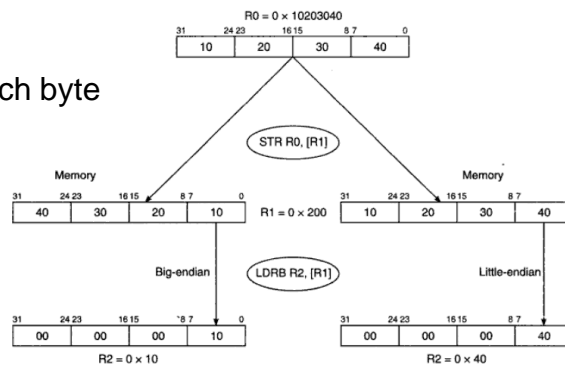 R0 = 0 × 10203040
31 24 23 16 15 8 7 0
10 20 30 40
ch byte
STR R0, [R1]
Memory Memory
31 24 23 16 15 8 7 0 31 24 23 16 15 8 7 0
40 30 20 10 R1 = 0 × 200 10 20 30 40
Big-endian LDRB R2, [R1] Little-endian
31 24 23 16 15 8 7 0 31 24 23 16 15 8 7 0
00 00 00 10 00 00 00 40
R2 = 0 × 10 R2 = 0 × 40